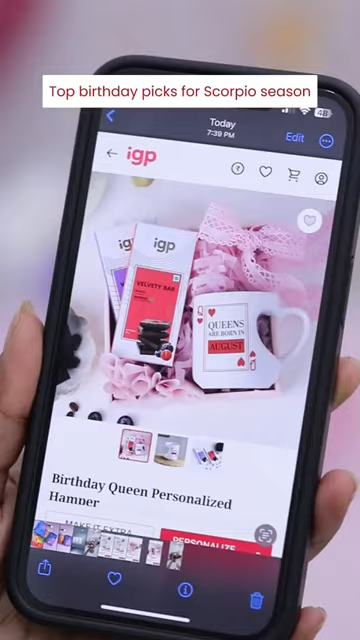 Top birthday picks for Scorpio season
48
Today
7:39 PM
Edit
igp
igp
igp
VELVETY BAR
QUEENS
ARE BORN IN
AUGUST
Birthday Queen Personalized
Hamper
MAKE IT EXTRA
PERSONALIZE